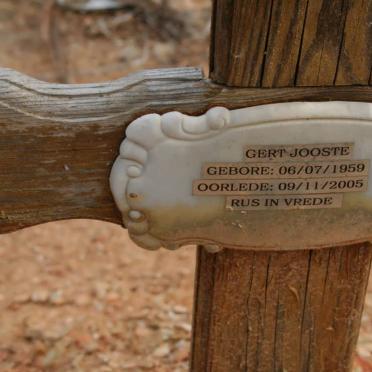 GERT JOOSTE
GEBORE: 06/07/1959
OORLEDE: 09/11/2005
RUS IN VREDE